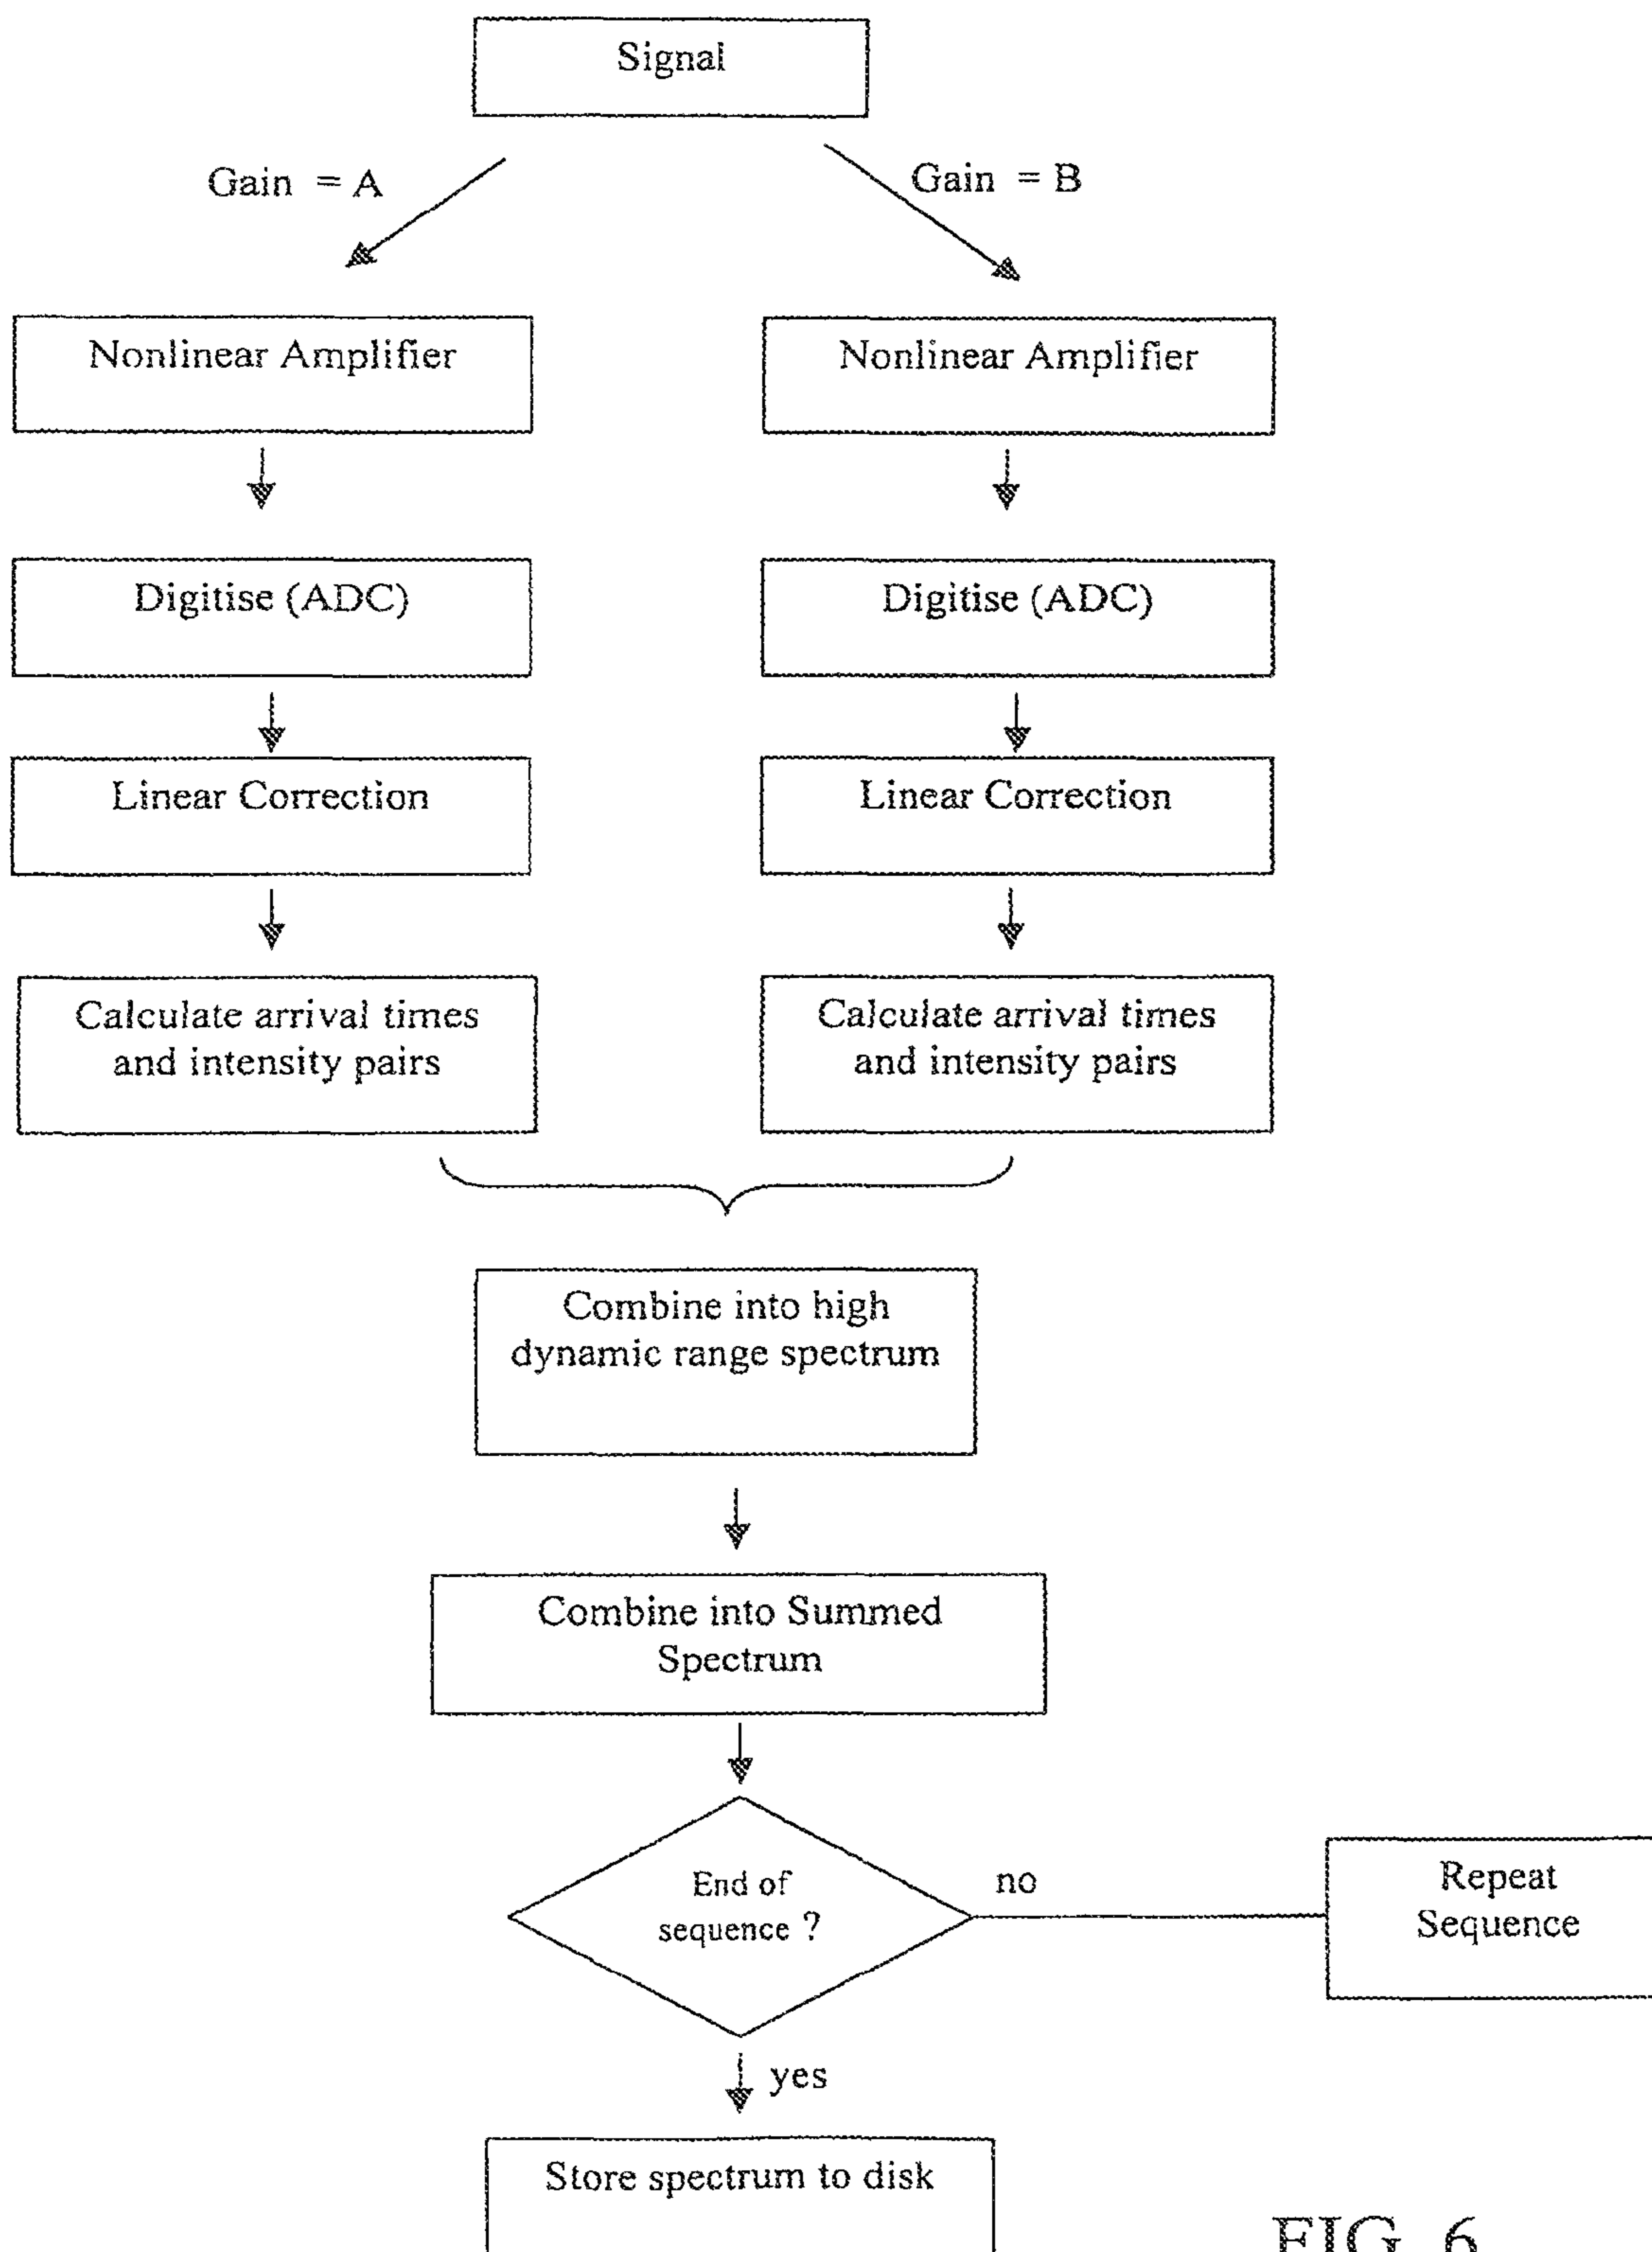 Signal
Gain = A
Gain = B
Nonlinear Amplifier
Nonlinear Amplifier
Digitise (ADC)
Digitise (ADC)
Linear Correction
Linear Correction
Calculate arrival times
and intensity pairs
Calculate arrival times
and intensity pairs
Combine into high
dynamic range spectrum
Combine into Summed
Spectrum
End of
sequence ?
no
Repeat
Sequence
yes
Store spectrum to disk
FIG. 6